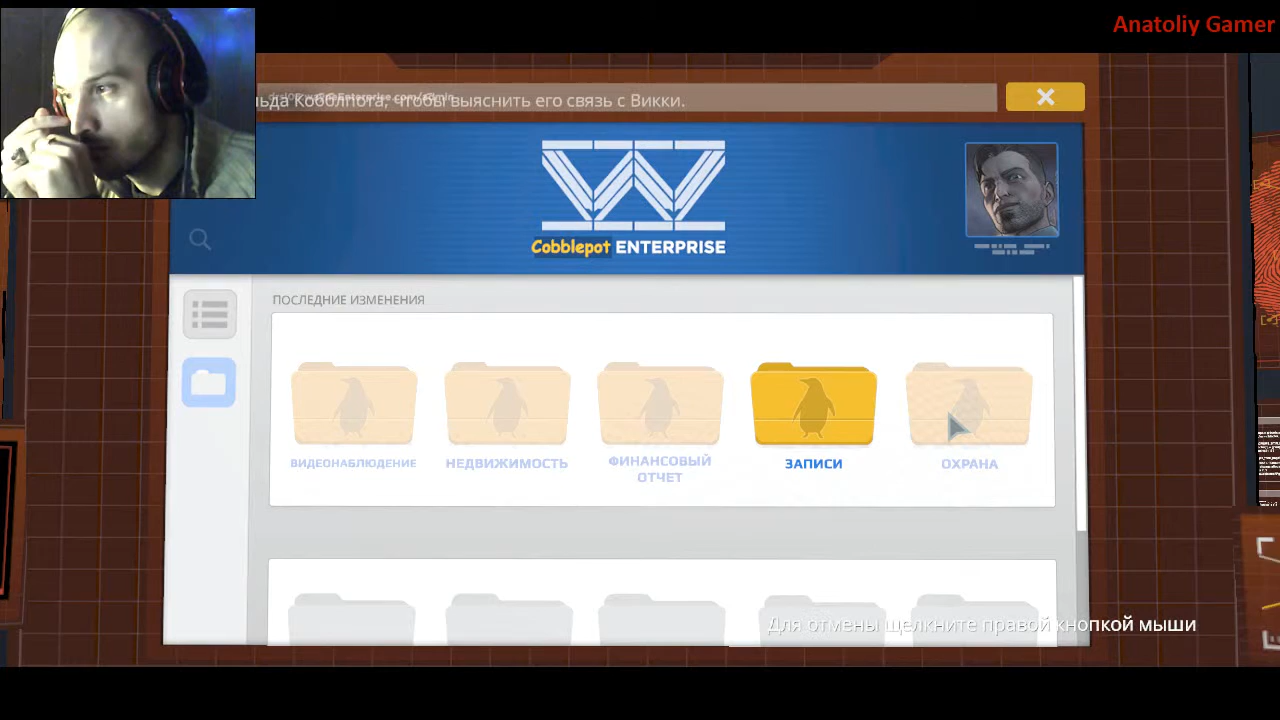 Anatoliy Gamer
Кобблпота, чтобы выяснить его связь с Викки.
Cobblepot ENTERPRISE
ПОСЛЕДНИЕ ИЗМЕНЕНИЯ
ВИДЕОНАБЛЮДЕНИЕ
НЕДВИЖИМОСТЬ
ФИНАНСОВЫЙ
ОТЧЕТ
ЗАПИСИ
ОХРАНА
Для отмены щелкните правой кнопкой мыши